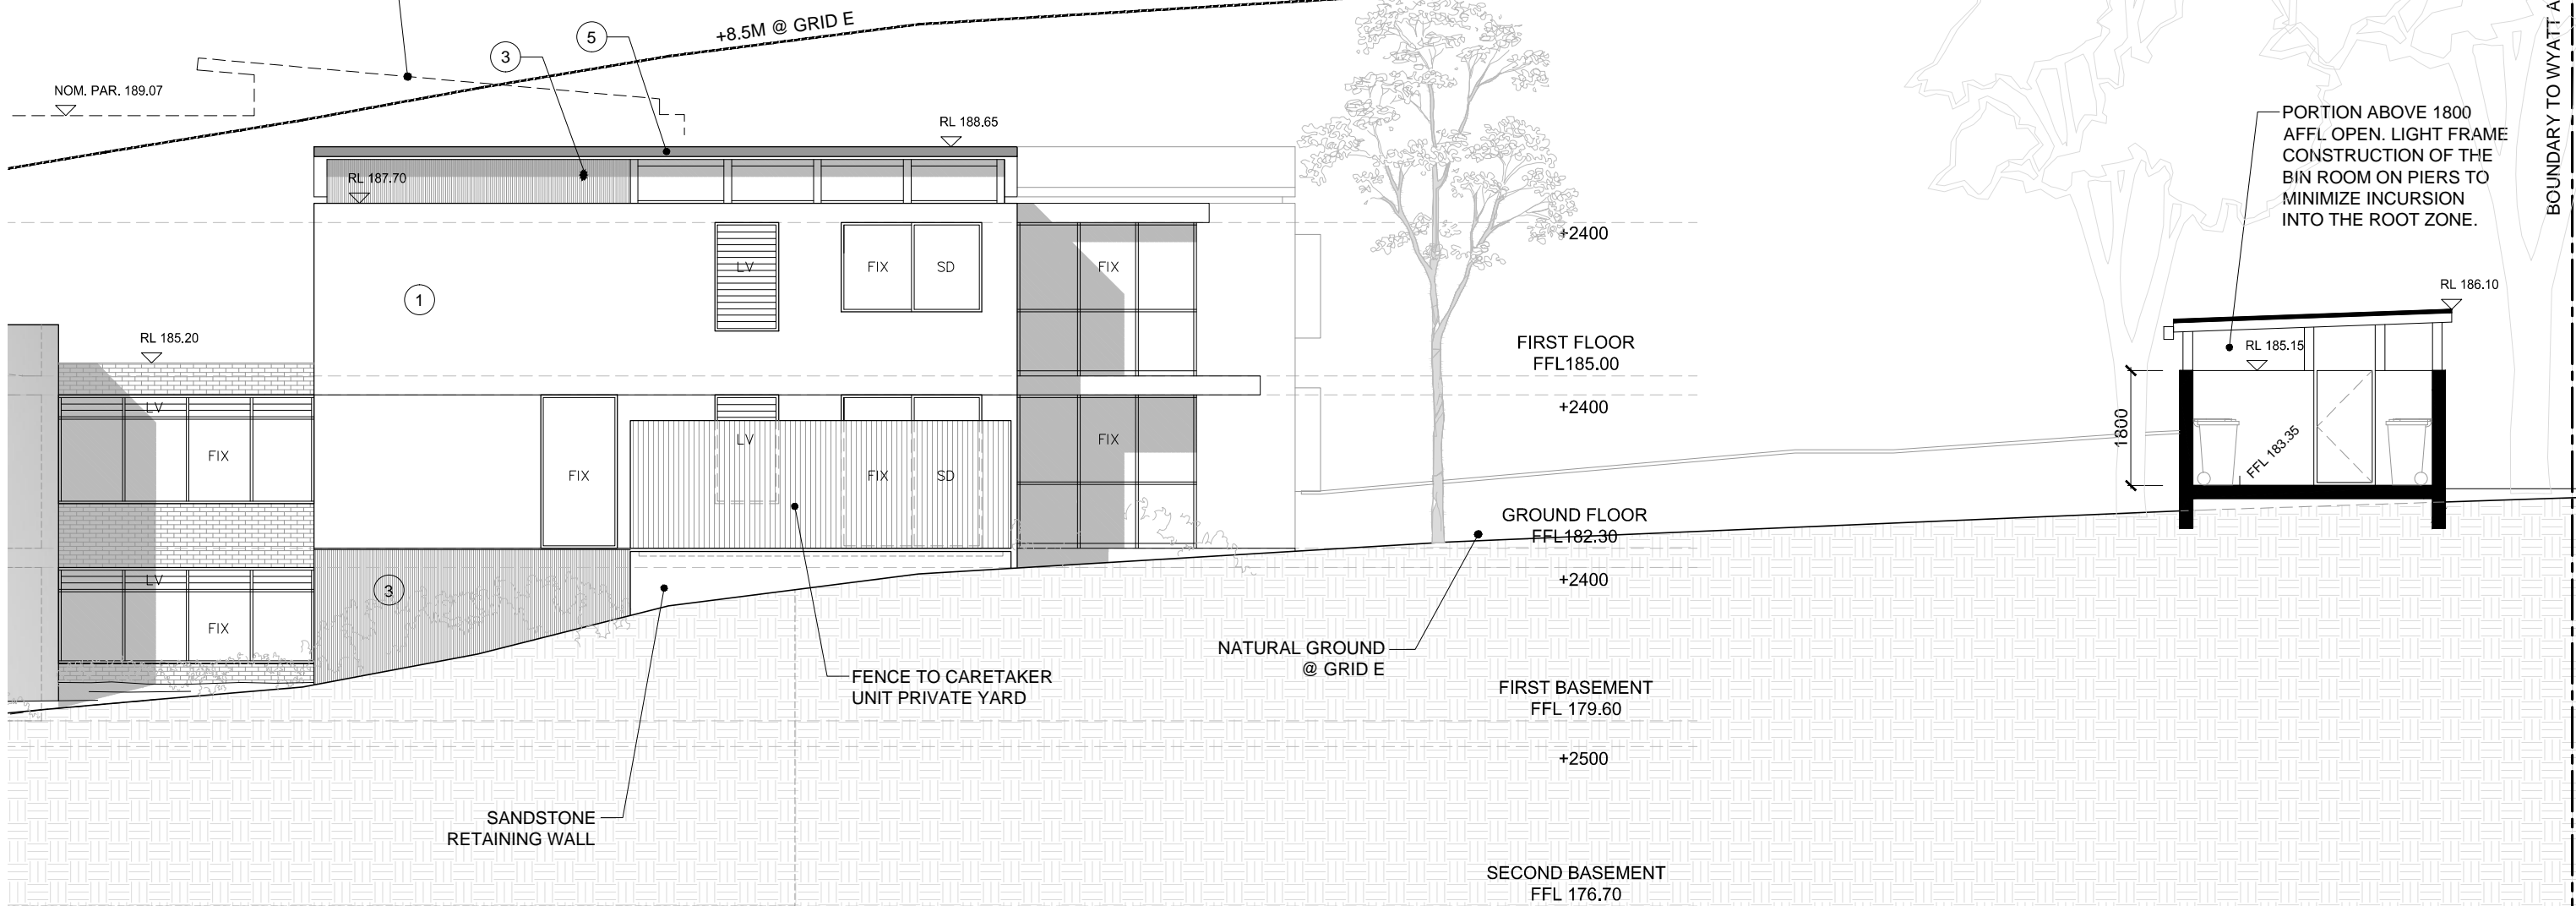 +8.5M @ GRID E
5
3
NOM. PAR. 189.07
RL 188.65
RL 187.70
1
LV
FIX
SD
FIX
+2400
RL 185.20
FIRST FLOOR
FFL185.00
+2400
LV
FIX
FIX
LV
FIX
SD
FIX
GROUND FLOOR
FFL182.30
+2400
LV
FIX
3
NATURAL GROUND
@ GRID E
FENCE TO CARETAKER
UNIT PRIVATE YARD
FIRST BASEMENT
FFL 179.60
+2500
SANDSTONE
RETAINING WALL
SECOND BASEMENT
FFL 176.70
PORTION ABOVE 1800
AFFL OPEN. LIGHT FRAME
CONSTRUCTION OF THE
BIN ROOM ON PIERS TO
MINIMIZE INCURSION
INTO THE ROOT ZONE.
RL 186.10
RL 185.15
1800
FFL 183.35
BOUNDARY TO WYATT A